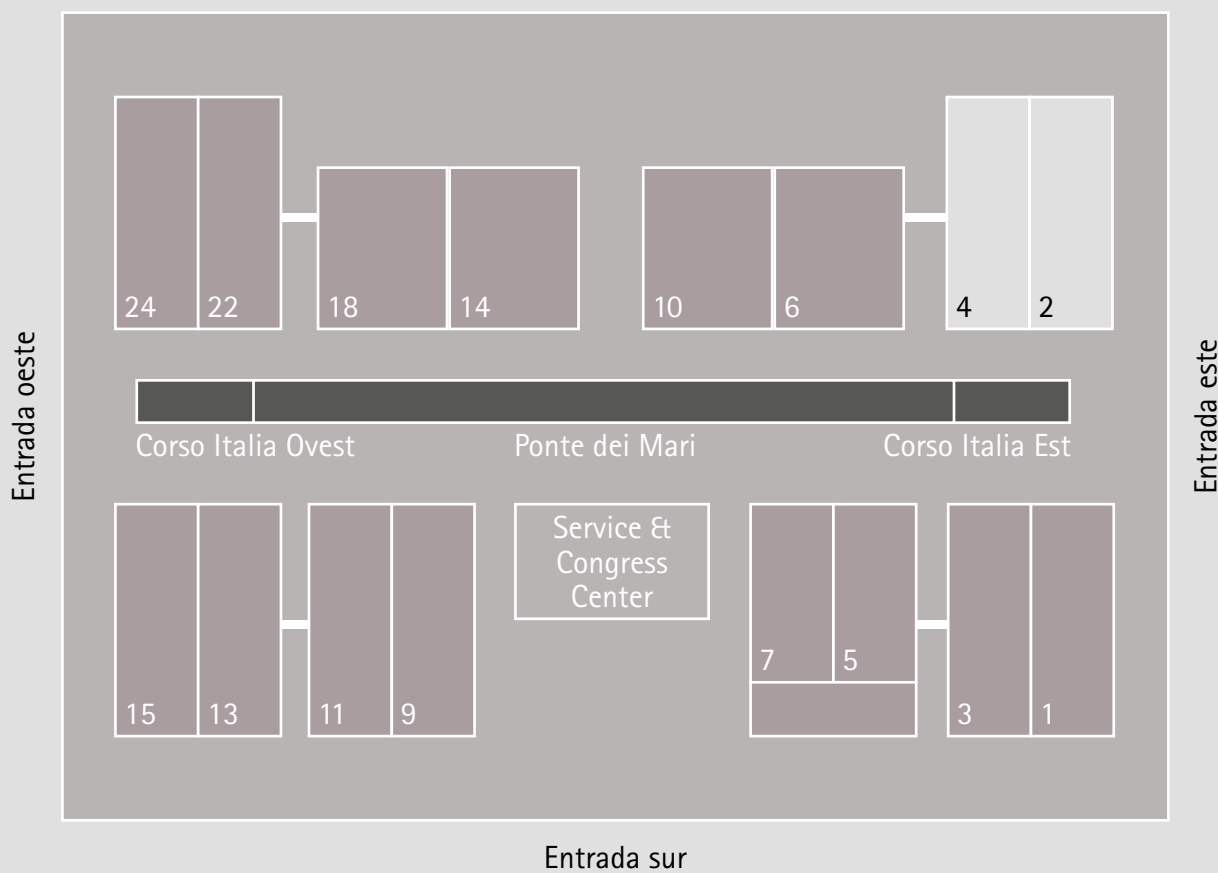 24 22 18 14 10 6 4 2
Entrada oeste
Entrada este
Corso Italia Ovest Ponte dei Mari Corso Italia Est
Service &
Congress
Center
7 5
15 13 11 9 3 1
Entrada sur